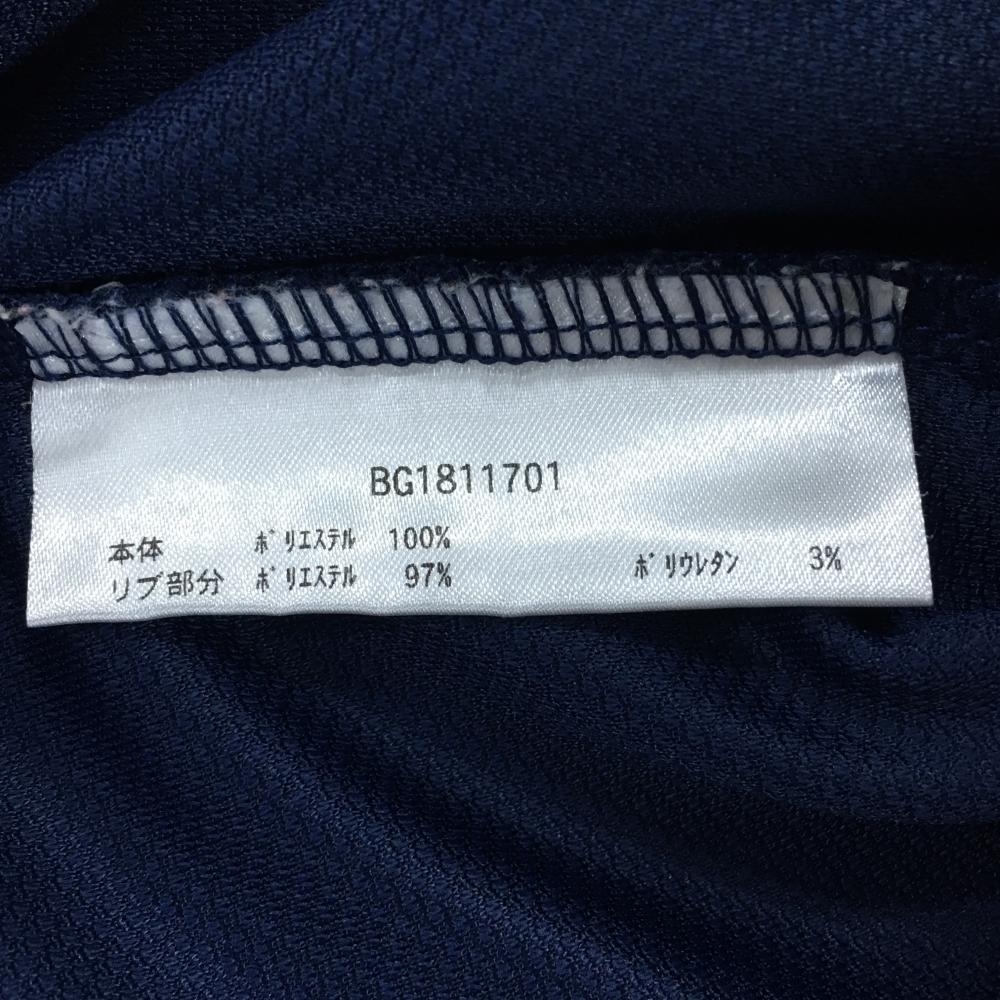 BG1811701
本体 ﾎﾟﾘｴｽﾃﾙ 100%
リブ部分 ﾎﾟﾘｴｽﾃﾙ 97% ﾎﾟﾘｳﾚﾀﾝ 3%